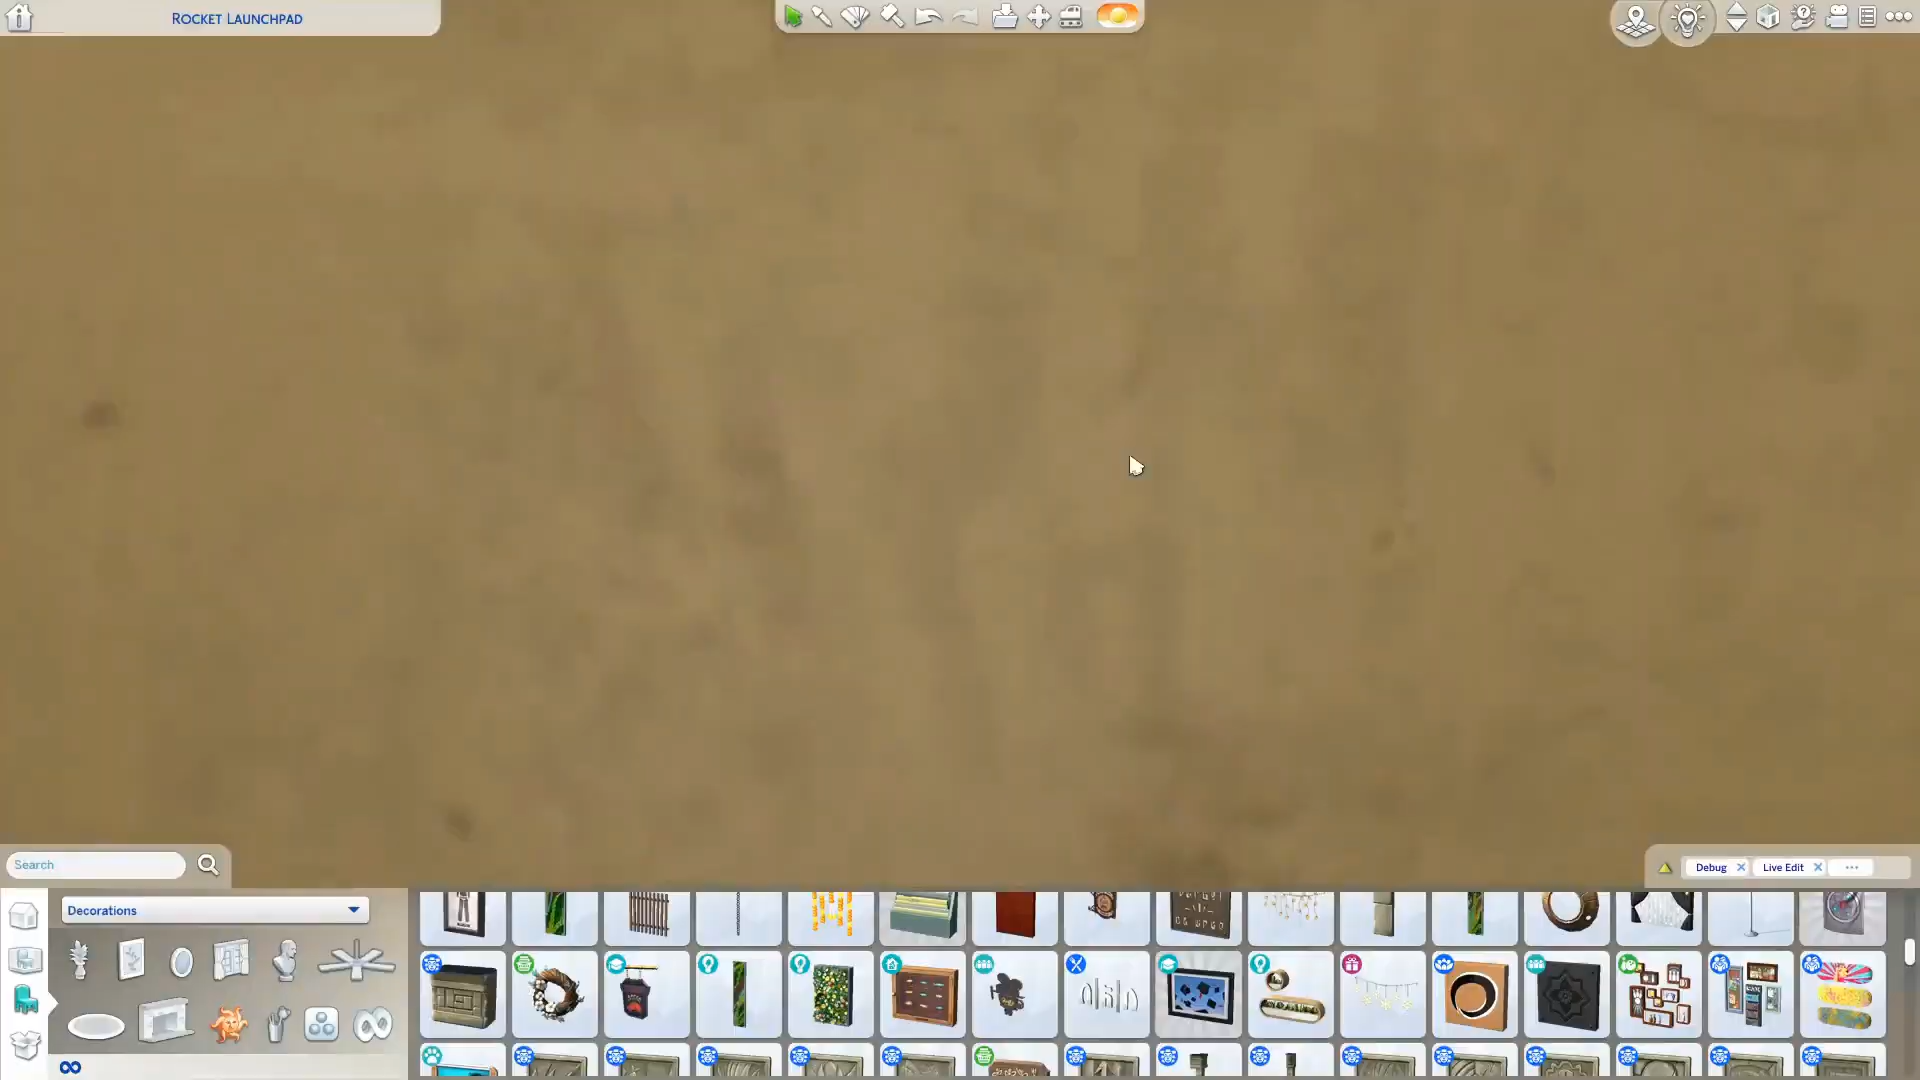 ROCKET LAUNCHPAD
Search
Debug
Live Edit
Decorations